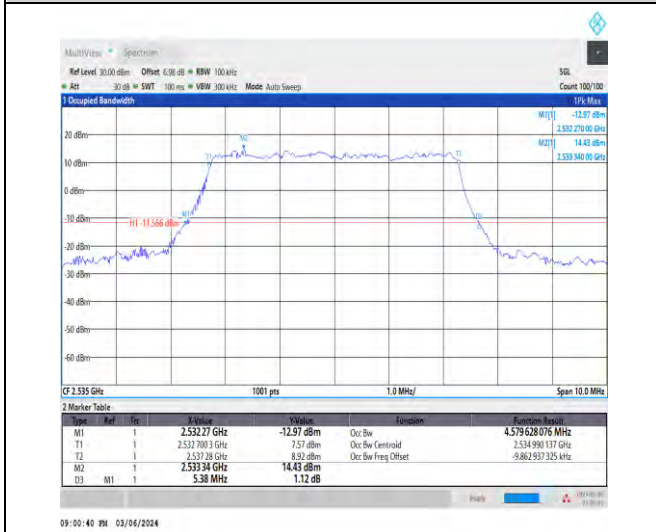 MultiView Spectrum
Ref Level 30.00 dBm Offset 6.98 dB RBW 100 kHz SGL
Att 30 dB SWT 100 ms VBW 300 kHz Mode Auto Sweep Count 100/100
1 Occupied Bandwidth 1Pk Max
M1[1] -12.97 dBm
2.532 270 00 GHz
M2[1] 14.43 dBm
2.533 340 00 GHz
20 dBm
M2
T1 T2
10 dBm
0 dBm
-10 dBm
M1 D3
H1 -11.566 dBm
-20 dBm
-30 dBm
-40 dBm
-50 dBm
-60 dBm
CF 2.535 GHz 1001 pts 1.0 MHz/ Span 10.0 MHz
2 Marker Table
Type Ref Trc X-Value Y-Value Function Function Result
M1 1 2.532 27 GHz -12.97 dBm Occ Bw 4.579 628 076 MHz
T1 1 2.532 700 3 GHz 7.57 dBm Occ Bw Centroid 2.534 990 137 GHz
T2 1 2.537 28 GHz 8.92 dBm Occ Bw Freq Offset -9.862 937 325 kHz
M2 1 2.533 34 GHz 14.43 dBm
D3 M1 1 5.38 MHz 1.12 dB
09:00:40 PM 03/06/2024